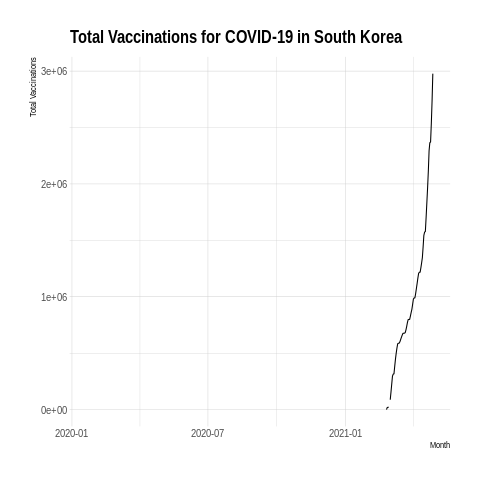 Total Vaccinations for COVID-19 in South Korea
Total Vaccinations
3e+06
2e+06
1e+06
0e+00
2020-01 2020-07 2021-01
Month